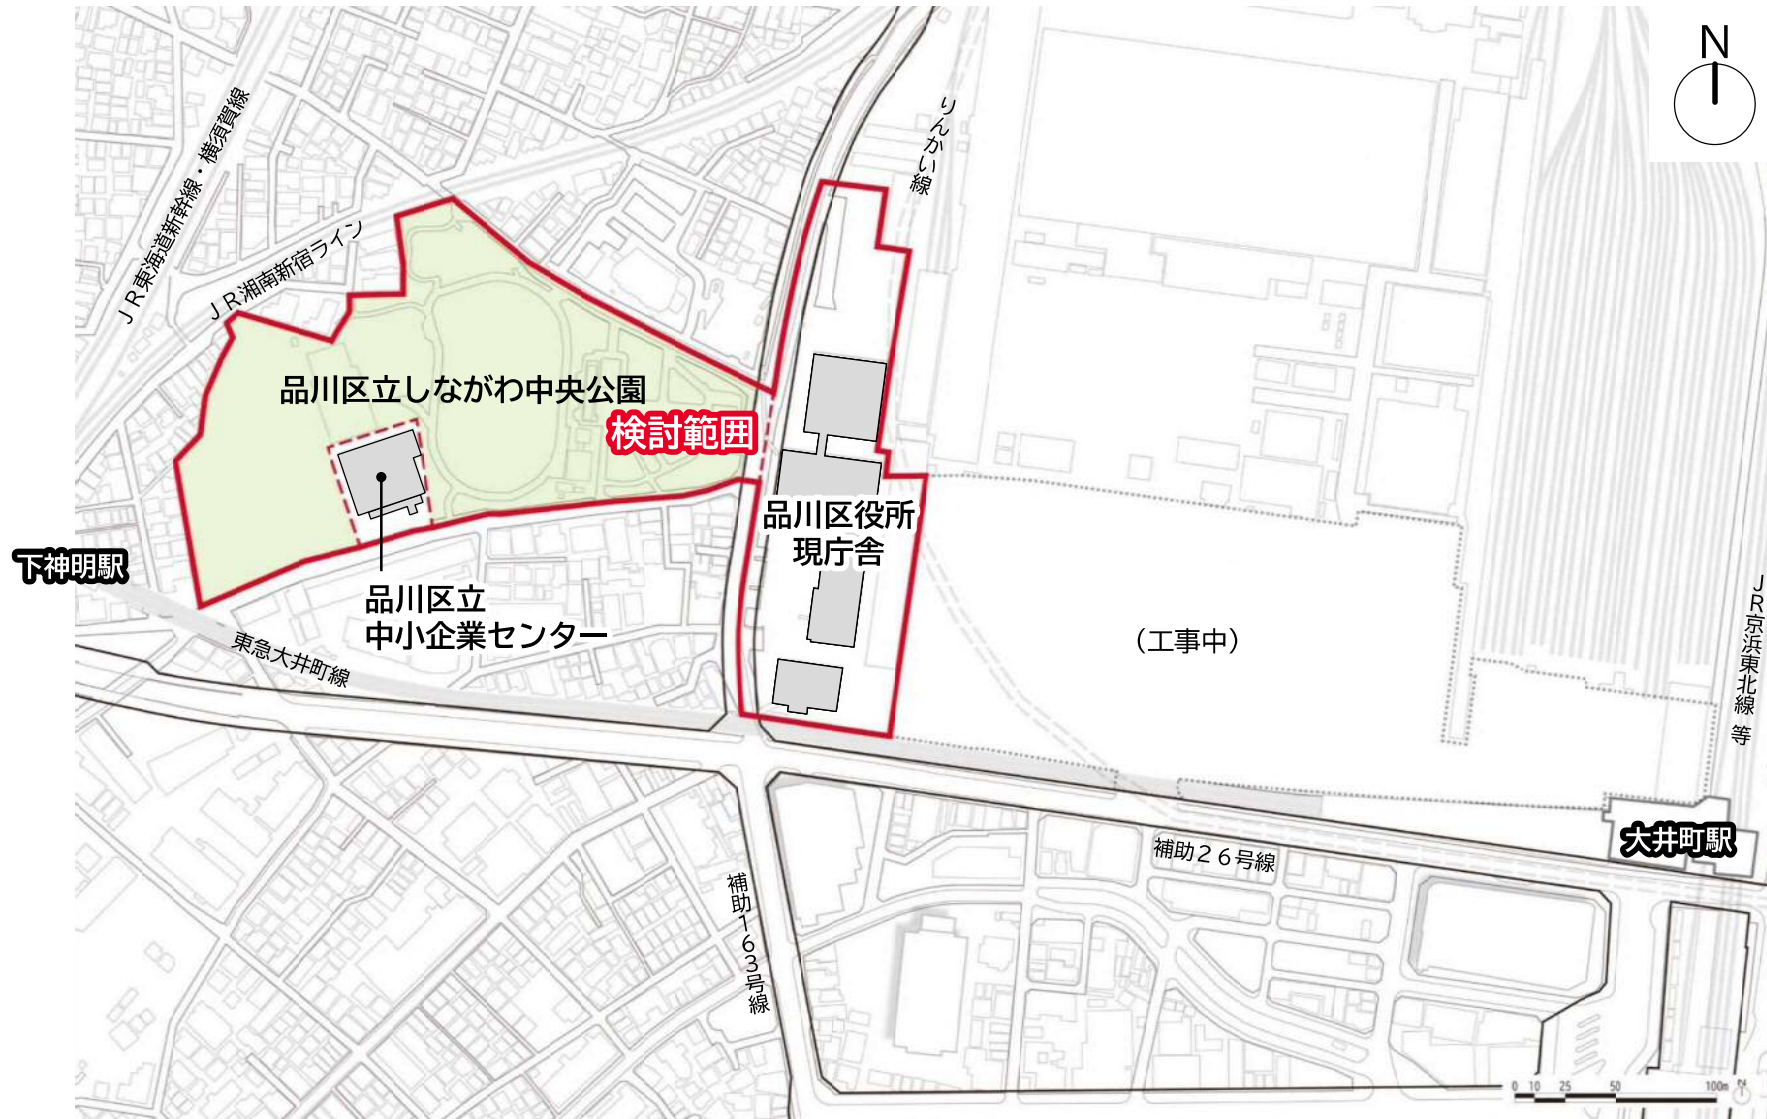 N
りんかい線
JR東海道新幹線・横須賀線
JR湘南新宿ライン
品川区立しながわ中央公園
検討範囲
品川区役所
現庁舎
下神明駅
品川区立
中小企業センター
東急大井町線
（工事中）
JR京浜東北線 等
大井町駅
補助26号線
補助163号線
0 10 25 50 100m
N